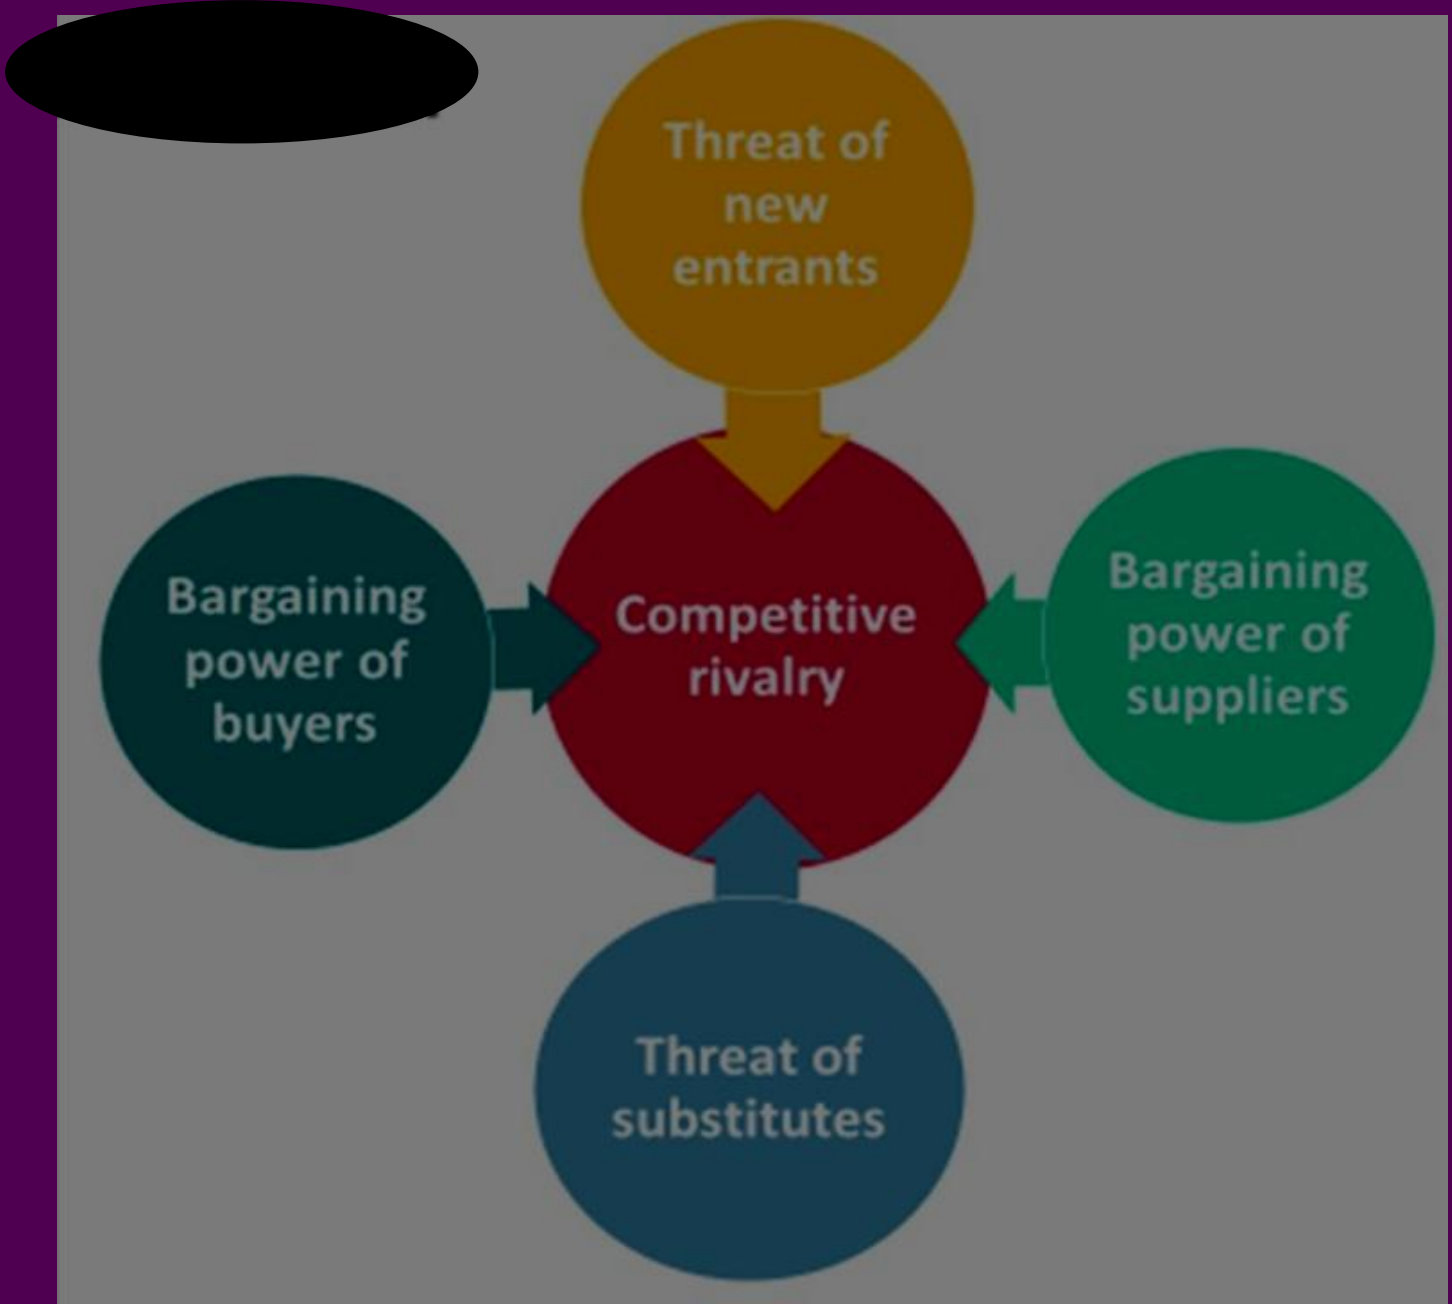 Threat of
new
entrants
Bargaining
power of
buyers
Competitive
rivalry
Bargaining
power of
suppliers
Threat of
substitutes